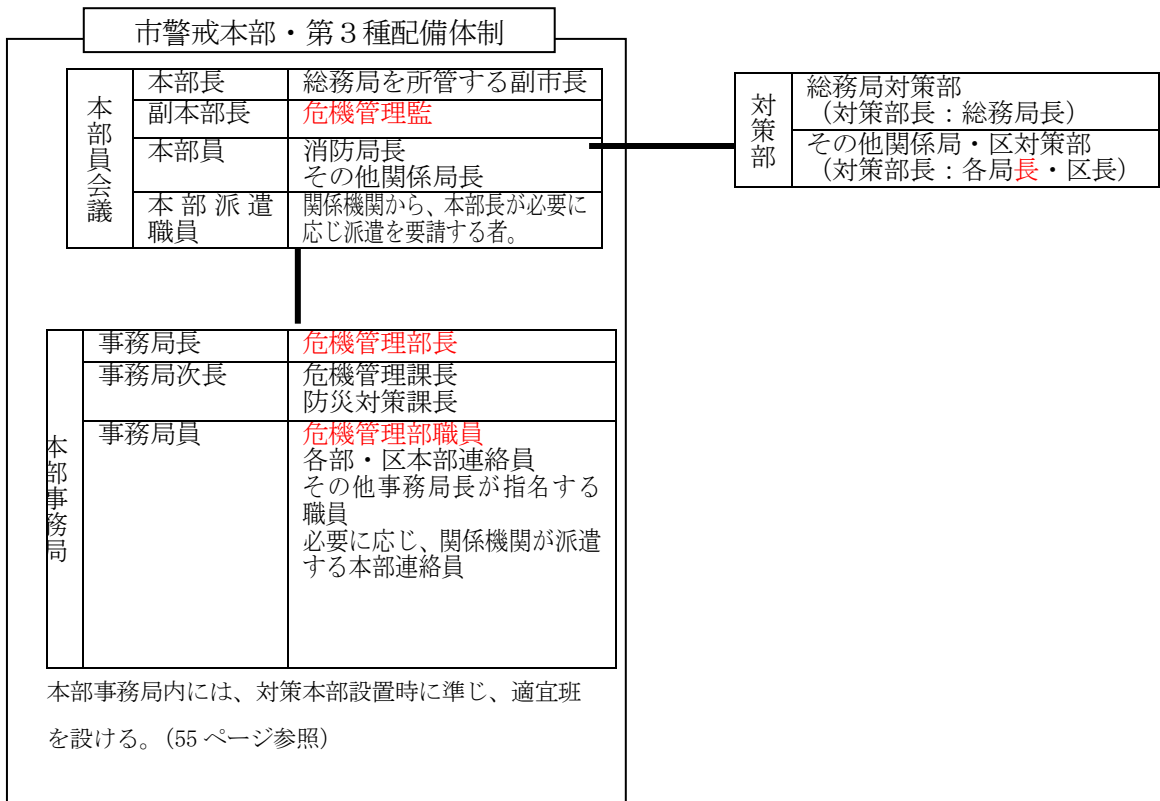 市警戒本部・第３種配備体制
本部員会議
本部長
総務局を所管する副市長
副本部長
危機管理監
本部員
消防局長
その他関係局長
本部派遣
職員
関係機関から、本部長が必要に
応じ派遣を要請する者。
対策部
総務局対策部
（対策部長：総務局長）
その他関係局・区対策部
（対策部長：各局長・区長）
本部事務局
事務局長
危機管理部長
事務局次長
危機管理課長
防災対策課長
事務局員
危機管理部職員
各部・区本部連絡員
その他事務局長が指名する
職員
必要に応じ、関係機関が派遣
する本部連絡員
本部事務局内には、対策本部設置時に準じ、適宜班
を設ける。（55 ページ参照）